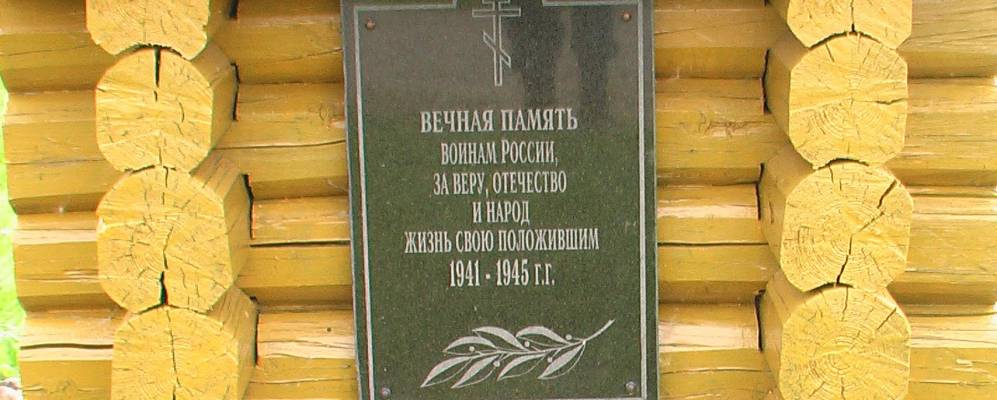 ВЕЧНАЯ ПАМЯТЬ
ВОИНАМ РОССИИ,
ЗА ВЕРУ, ОТЕЧЕСТВО
И НАРОД
ЖИЗНЬ СВОЮ ПОЛОЖИВШИМ
1941 - 1945 г.г.